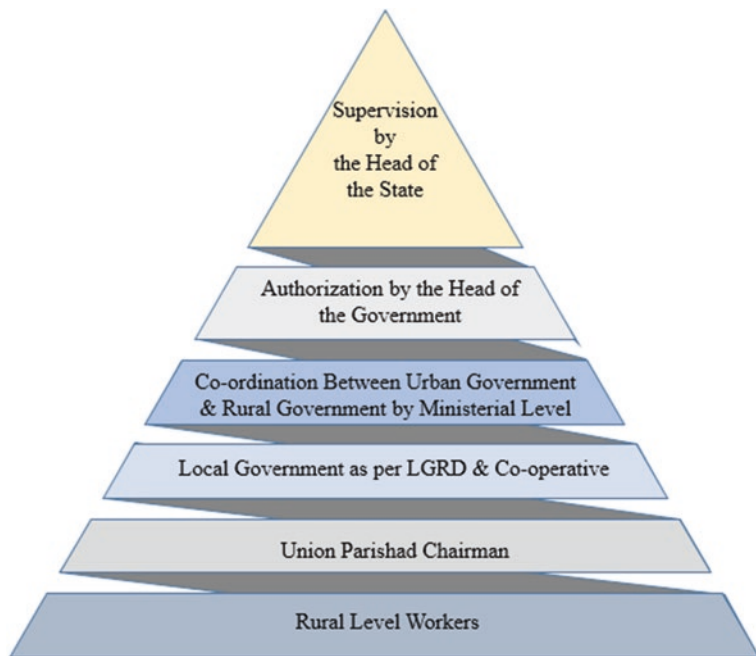 Supervision
by
the Head of
the State
Authorization by the Head of
the Government
Co-ordination Between Urban Government
& Rural Government by Ministerial Level
Local Government as per LGRD & Co-operative
Union Parishad Chairman
Rural Level Workers